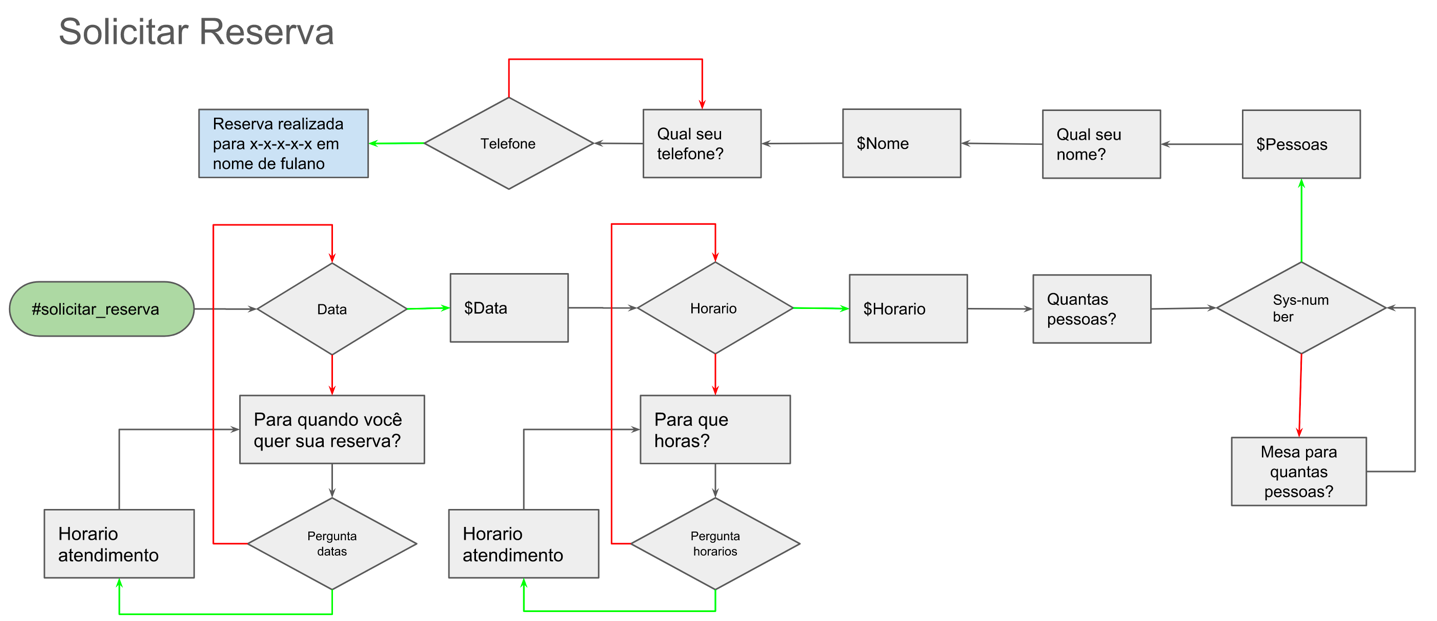 Solicitar Reserva
Reserva realizada
para x-x-x-x-x em
nome de fulano
Telefone
Qual seu
telefone?
$Nome
Qual seu
nome?
$Pessoas
#solicitar_reserva
Data
$Data
Horario
$Horario
Quantas
pessoas?
Sys-num
ber
Para quando você
quer sua reserva?
Para que
horas?
Mesa para
quantas
pessoas?
Horario
atendimento
Pergunta
datas
Horario
atendimento
Pergunta
horarios